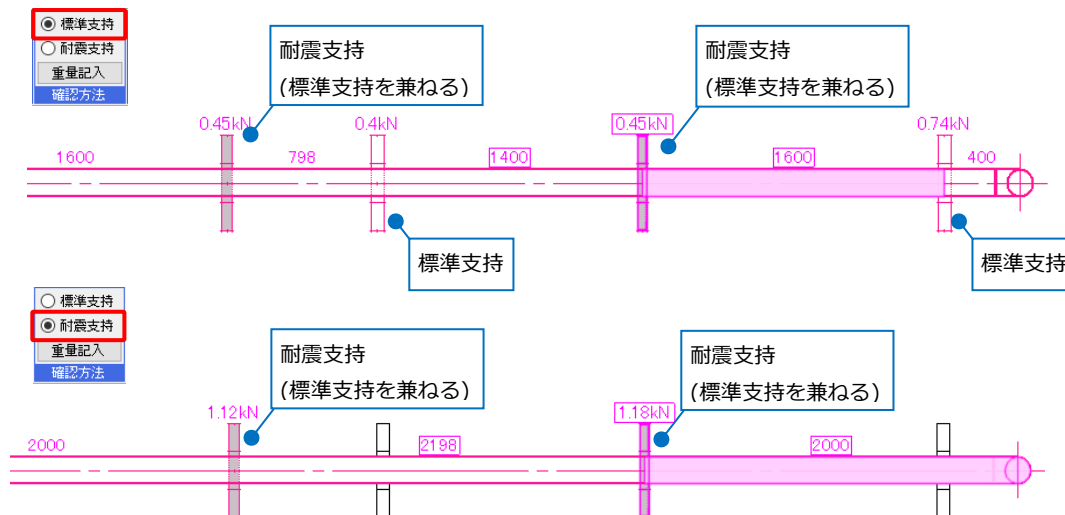 標準支持
耐震支持
重量記入
確認方法
耐震支持
(標準支持を兼ねる)
耐震支持
(標準支持を兼ねる)
0.45kN
0.4kN
0.45kN
0.74kN
1600
798
1400
1600
400
標準支持
標準支持
標準支持
耐震支持
重量記入
確認方法
耐震支持
(標準支持を兼ねる)
耐震支持
(標準支持を兼ねる)
1.12kN
1.18kN
2000
2198
2000